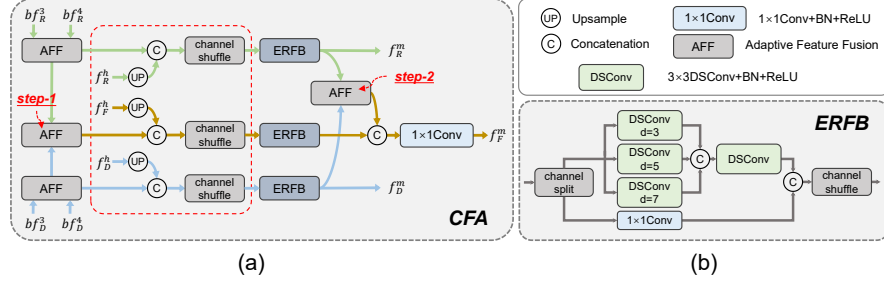 bf_R^3 bf_R^4
AFF
C
channel
shuffle
ERFB
f_R^m
f_R^h
UP
AFF
step-2
step-1
f_F^h
UP
AFF
C
channel
shuffle
ERFB
C
1×1Conv
f_F^m
f_D^h
UP
AFF
C
channel
shuffle
ERFB
f_D^m
bf_D^3 bf_D^4
CFA
(a)
UP Upsample
1×1Conv 1×1Conv+BN+ReLU
C Concatenation
AFF Adaptive Feature Fusion
DSConv 3×3DSConv+BN+ReLU
ERFB
DSConv
d=3
channel
split
DSConv
d=5
C
DSConv
DSConv
d=7
C
channel
shuffle
1×1Conv
(b)